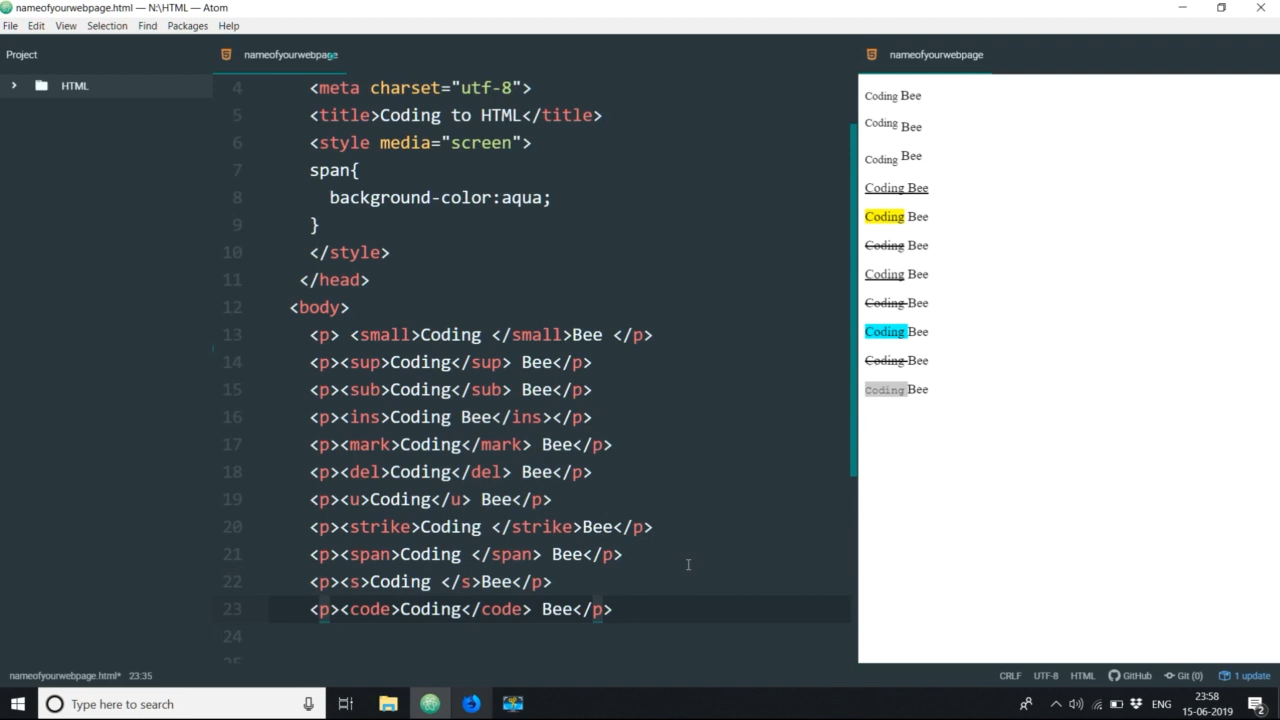 nameofyourwebpage.html — N:\HTML — Atom
File Edit View Selection Find Packages Help
Project
HTML
nameofyourwebpage
4 <meta charset="utf-8">
5 <title>Coding to HTML</title>
6 <style media="screen">
7 span{
8 background-color:aqua;
9 }
10 </style>
11 </head>
12 <body>
13 <p> <small>Coding </small>Bee </p>
14 <p><sup>Coding</sup> Bee</p>
15 <p><sub>Coding</sub> Bee</p>
16 <p><ins>Coding Bee</ins></p>
17 <p><mark>Coding</mark> Bee</p>
18 <p><del>Coding</del> Bee</p>
19 <p><u>Coding</u> Bee</p>
20 <p><strike>Coding </strike>Bee</p>
21 <p><span>Coding </span> Bee</p>
22 <p><s>Coding </s>Bee</p>
23 <p><code>Coding</code> Bee</p>
24
25
nameofyourwebpage
Coding Bee
Coding Bee
Coding Bee
Coding Bee
Coding Bee
Coding Bee
Coding Bee
Coding Bee
Coding Bee
Coding Bee
Coding Bee
nameofyourwebpage.html* 23:35
CRLF UTF-8 HTML GitHub Git (0) 1 update
Type here to search
ENG
23:58
15-06-2019
2